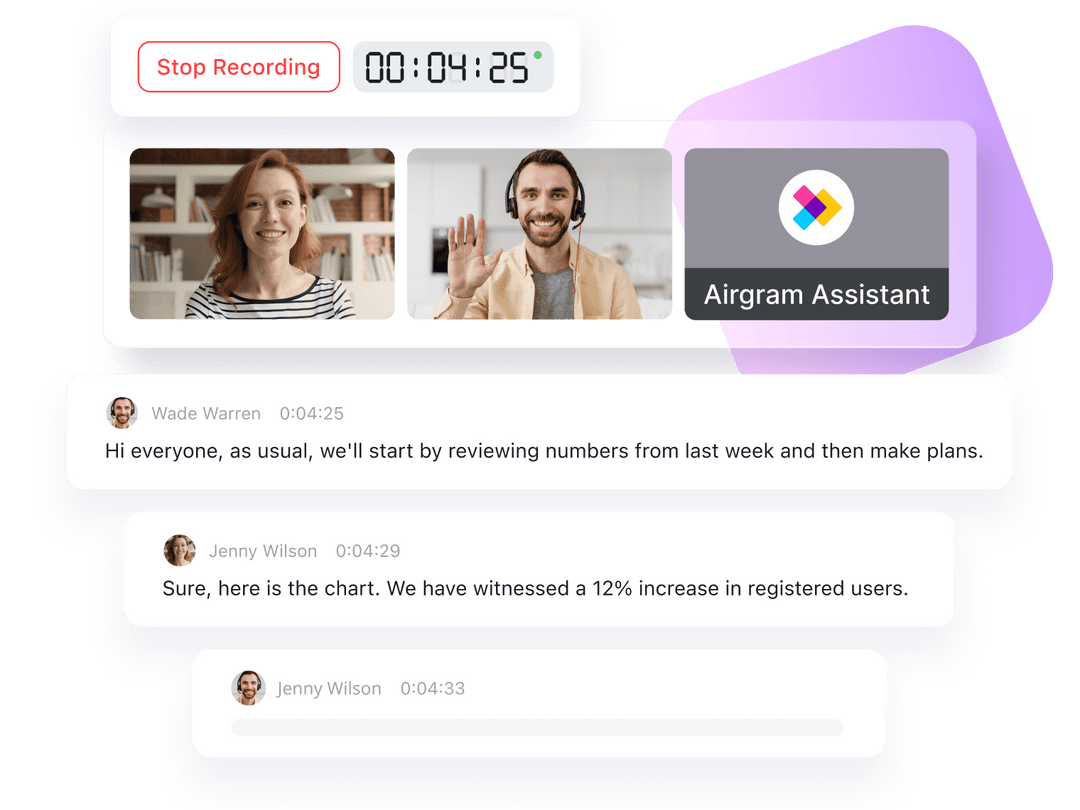 Stop Recording 00:04:25
Airgram Assistant
Wade Warren 0:04:25
Hi everyone, as usual, we'll start by reviewing numbers from last week and then make plans.
Jenny Wilson 0:04:29
Sure, here is the chart. We have witnessed a 12% increase in registered users.
Jenny Wilson 0:04:33